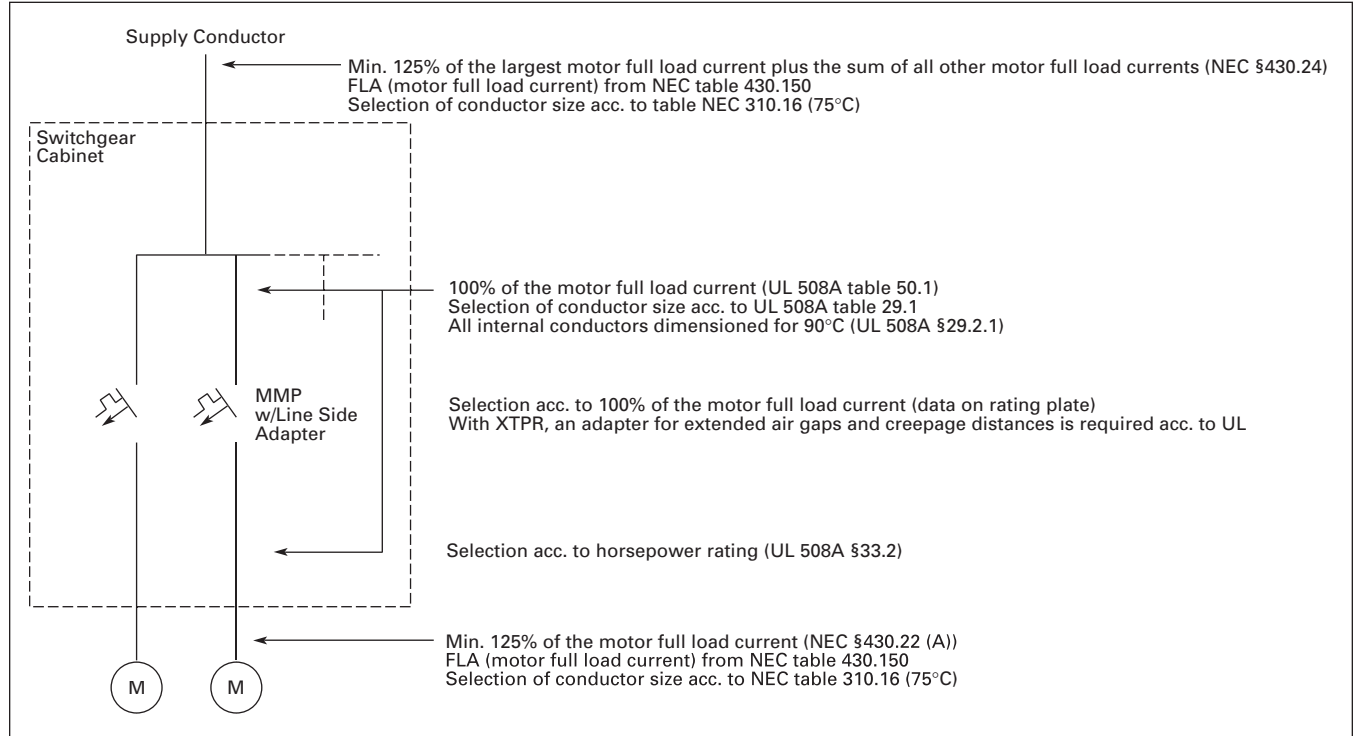 Supply Conductor
Min. 125% of the largest motor full load current plus the sum of all other motor full load currents (NEC §430.24)
FLA (motor full load current) from NEC table 430.150
Selection of conductor size acc. to table NEC 310.16 (75°C)
Switchgear
Cabinet
100% of the motor full load current (UL 508A table 50.1)
Selection of conductor size acc. to UL 508A table 29.1
All internal conductors dimensioned for 90°C (UL 508A §29.2.1)
MMP
w/Line Side
Adapter
Selection acc. to 100% of the motor full load current (data on rating plate)
With XTPR, an adapter for extended air gaps and creepage distances is required acc. to UL
Selection acc. to horsepower rating (UL 508A §33.2)
Min. 125% of the motor full load current (NEC §430.22 (A))
FLA (motor full load current) from NEC table 430.150
Selection of conductor size acc. to NEC table 310.16 (75°C)
M
M